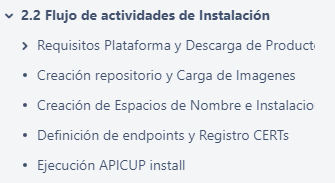 2.2 Flujo de actividades de Instalación
Requisitos Plataforma y Descarga de Product
Creación repositorio y Carga de Imagenes
Creación de Espacios de Nombre e Instalacio
Definición de endpoints y Registro CERTs
Ejecución APICUP install